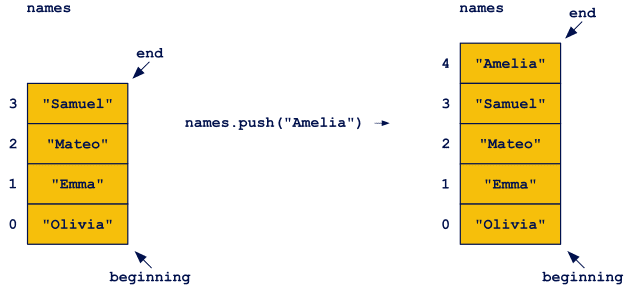 names
end
3 "Samuel"
2 "Mateo"
1 "Emma"
0 "Olivia"
beginning
names.push("Amelia")
names
end
4 "Amelia"
3 "Samuel"
2 "Mateo"
1 "Emma"
0 "Olivia"
beginning